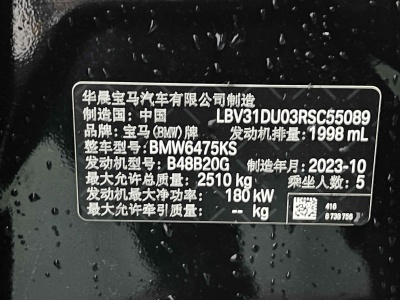 华晨宝马汽车有限公司制造
制造国: 中国 LBV31DU03RSC55089
品牌: 宝马(BMW)牌 发动机排量: 1998 mL
整车型号: BMW6475KS
发动机型号: B48B20G 制造年月: 2023-10
最大允许总质量: 2510 kg 乘坐人数: 5
发动机最大净功率: 180 kW
最大允许牵引质量: -- kg